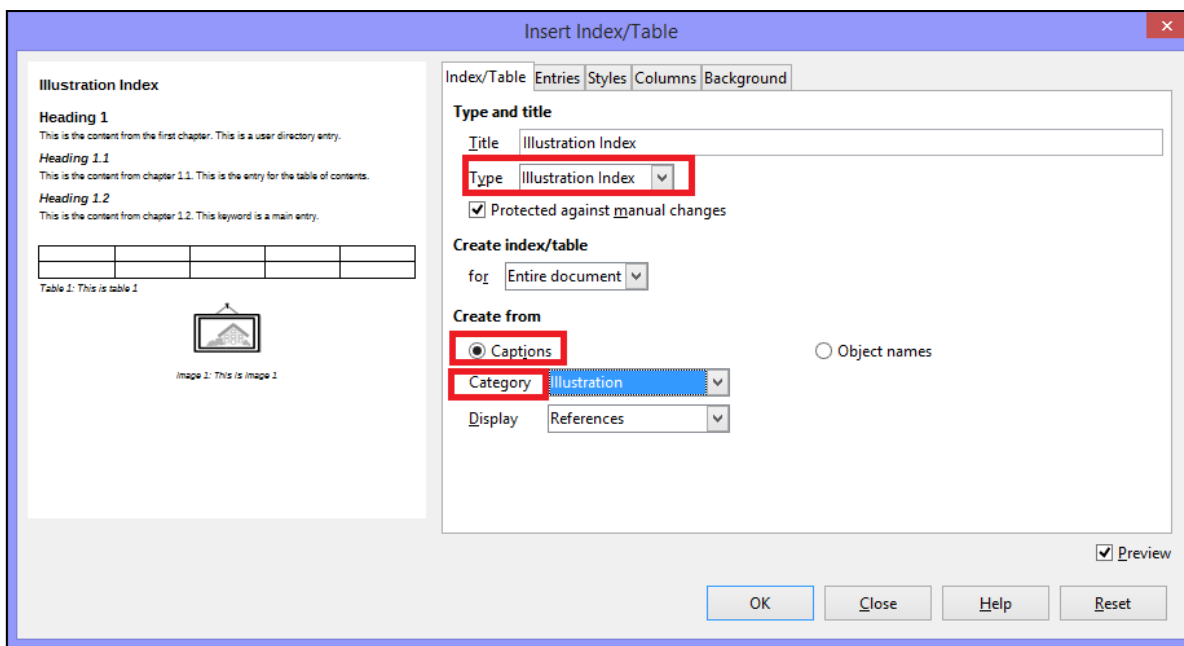 Insert Index/Table
Illustration Index
Heading 1
This is the content from the first chapter. This is a user directory entry.
Heading 1.1
This is the content from chapter 1.1. This is the entry for the table of contents.
Heading 1.2
This is the content from chapter 1.2. This keyword is a main entry.
Table 1: This is table 1
Image 1: This is image 1
Index/Table Entries Styles Columns Background
Type and title
Title Illustration Index
Type Illustration Index
Protected against manual changes
Create index/table
for Entire document
Create from
Captions Object names
Category Illustration
Display References
Preview
OK Close Help Reset